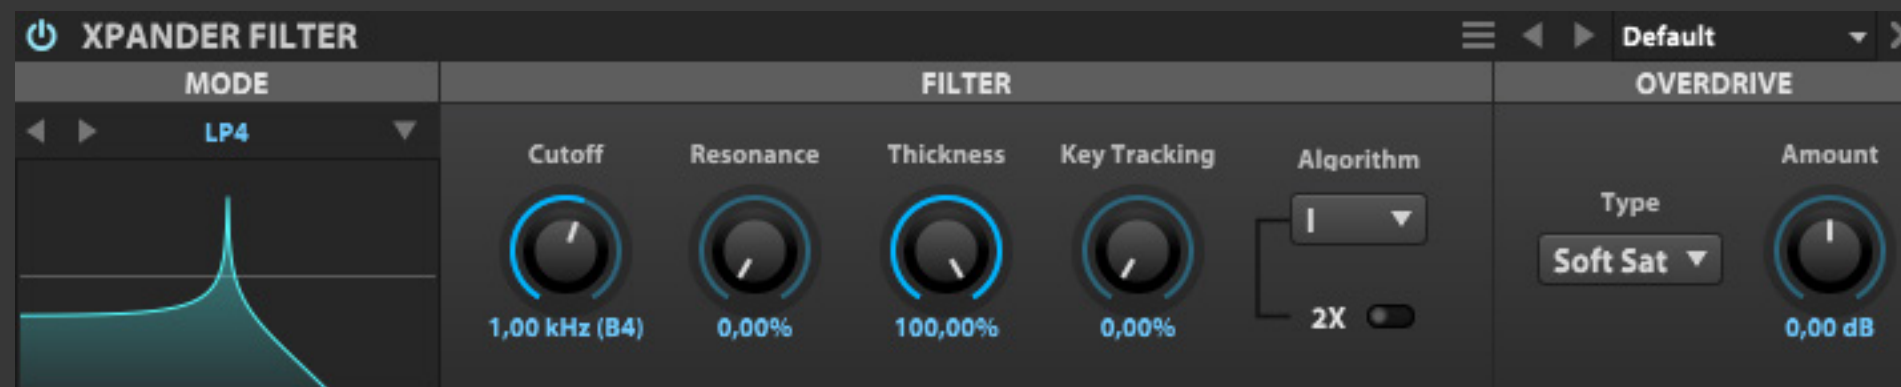 XPANDER FILTER
Default
MODE
FILTER
OVERDRIVE
LP4
Cutoff
Resonance
Thickness
Key Tracking
Algorithm
Type
Amount
I
Soft Sat
2X
1,00 kHz (B4)
0,00%
100,00%
0,00%
0,00 dB